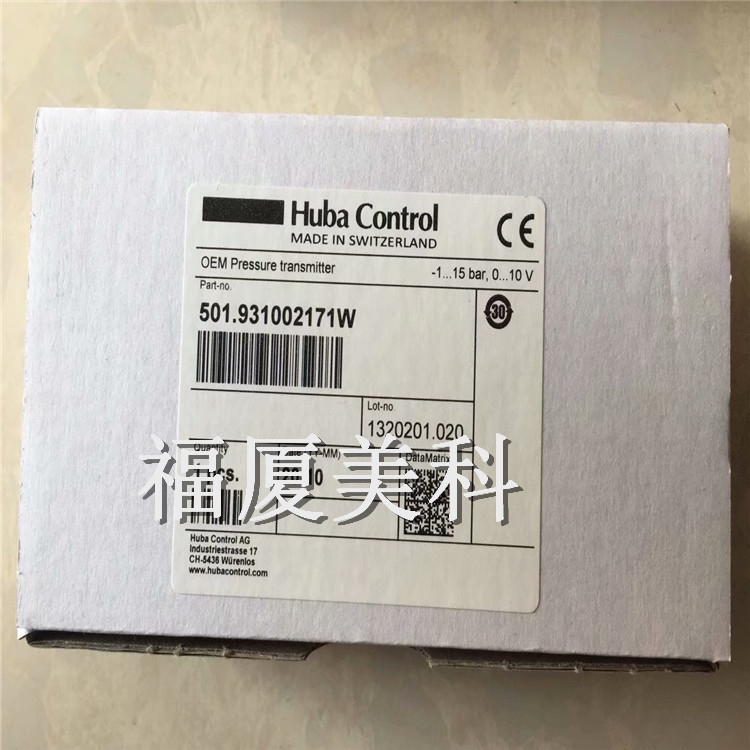 Huba Control
MADE IN SWITZERLAND
CE
OEM Pressure transmitter -1...15 bar, 0...10 V
Part-no.
501.931002171W
30
Lot-no.
1320201.020
Quantity
DataMatrix
福厦美科
Huba Control AG
Industriestrasse 17
CH-5436 Würenlos
www.hubacontrol.com